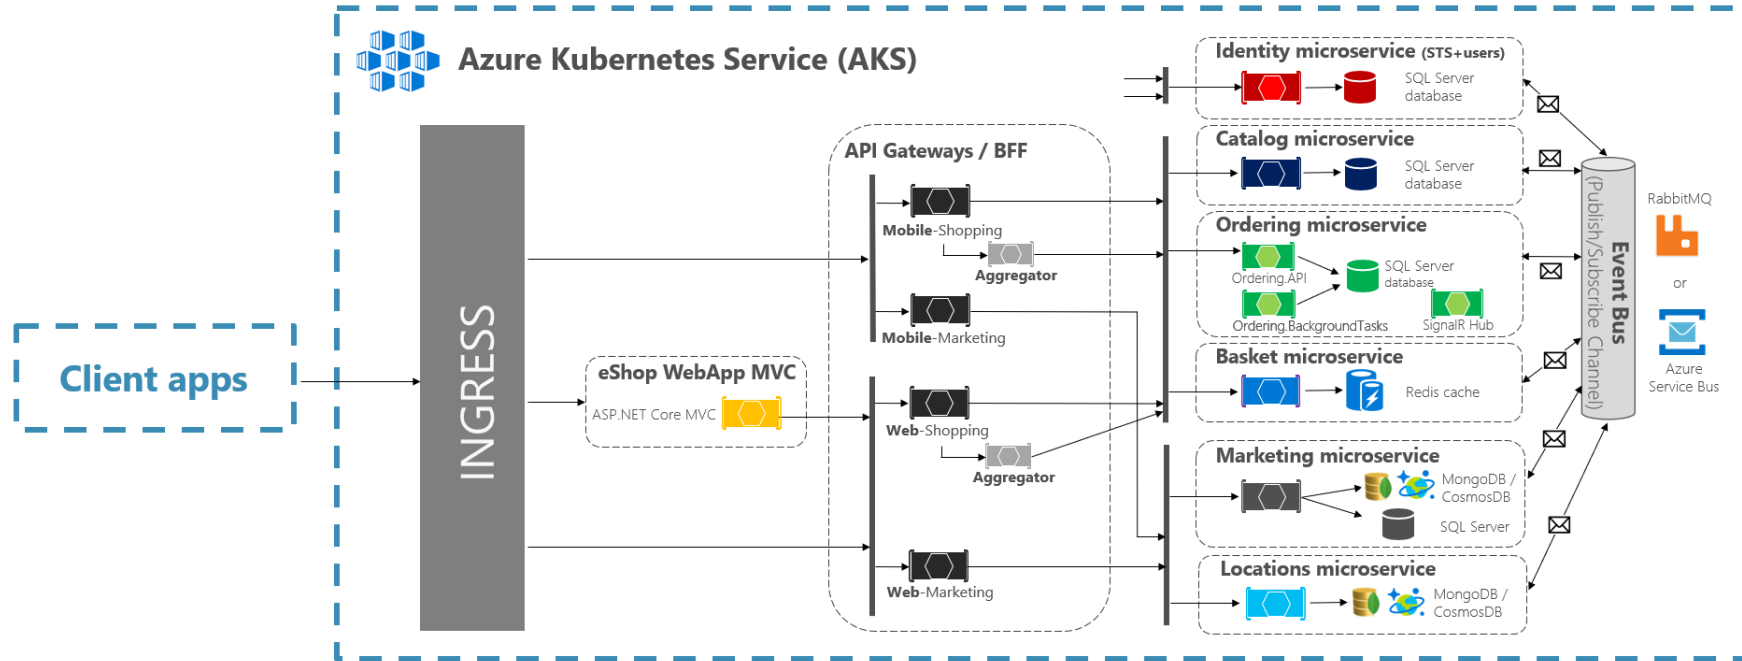 Azure Kubernetes Service (AKS)
Client apps
INGRESS
eShop WebApp MVC
ASP.NET Core MVC
API Gateways / BFF
Mobile-Shopping
Aggregator
Mobile-Marketing
Web-Shopping
Aggregator
Web-Marketing
Identity microservice (STS+users)
SQL Server
database
Catalog microservice
SQL Server
database
Ordering microservice
Ordering.API
SQL Server
database
Ordering.BackgroundTasks
SignalR Hub
Basket microservice
Redis cache
Marketing microservice
MongoDB /
CosmosDB
SQL Server
Locations microservice
MongoDB /
CosmosDB
Event Bus
(Publish/Subscribe Channel)
RabbitMQ
or
Azure
Service Bus